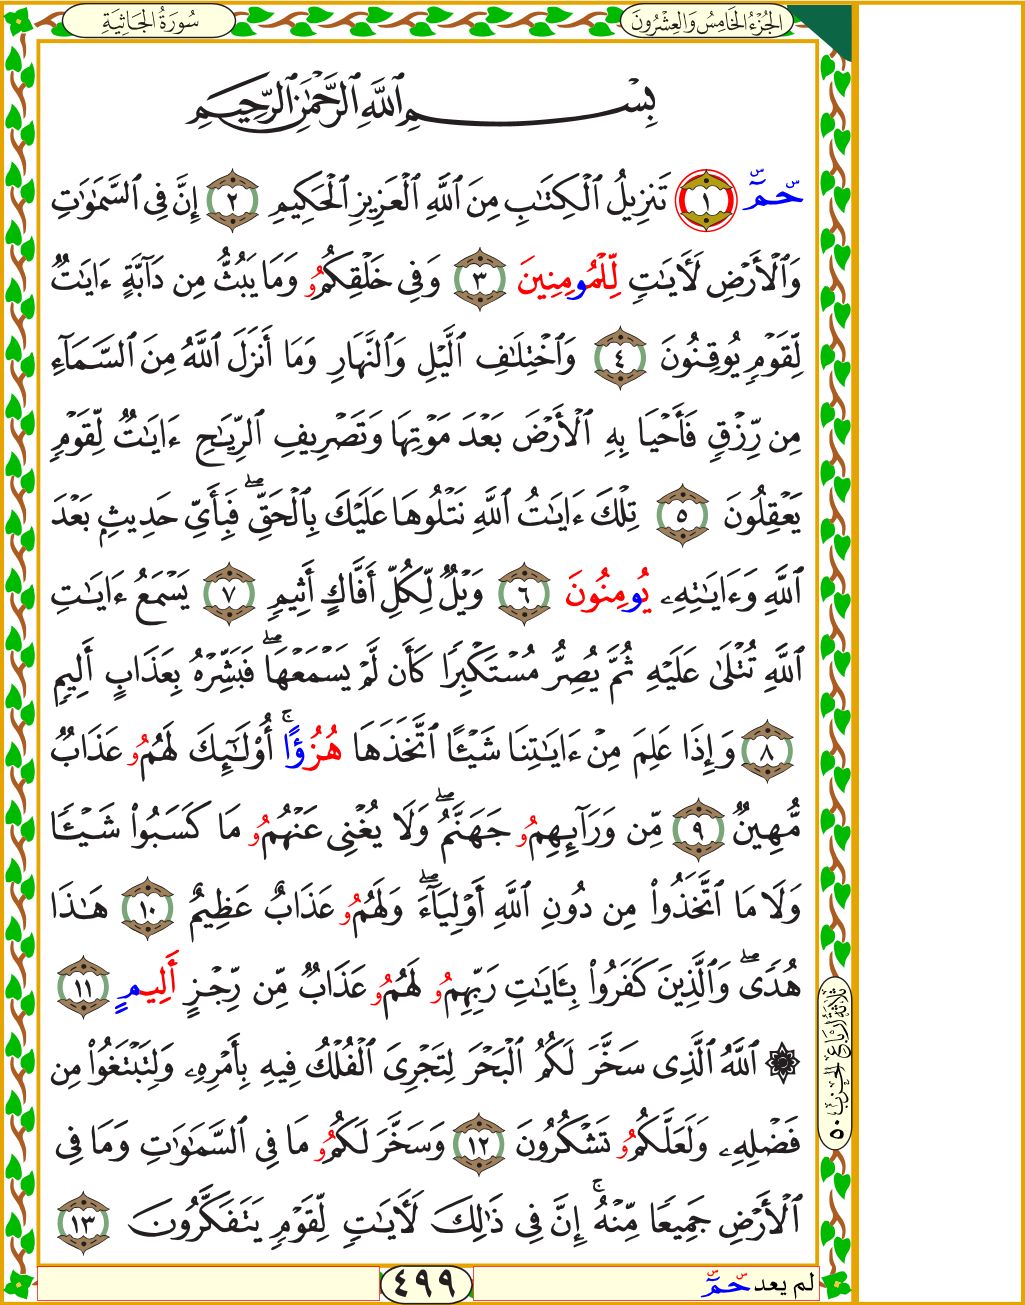 الجُزْءُ الخَامِسُ وَالعِشْرُونَ
سُورَةُ الجَاثِيَةِ
بِسْمِ ٱللَّهِ ٱلرَّحْمَٰنِ ٱلرَّحِيمِ
حمٓ ١ تَنزِيلُ ٱلْكِتَٰبِ مِنَ ٱللَّهِ ٱلْعَزِيزِ ٱلْحَكِيمِ ٢ إِنَّ فِى ٱلسَّمَٰوَٰتِ
وَٱلْأَرْضِ لَأَيَٰتٍ لِّلْمُومِنِينَ ٣ وَفِى خَلْقِكُمُۥ وَمَا يَبُثُّ مِن دَآبَّةٍ ءَايَٰتٌ
لِّقَوْمٍ يُوقِنُونَ ٤ وَٱخْتِلَٰفِ ٱلَّيْلِ وَٱلنَّهَارِ وَمَا أَنزَلَ ٱللَّهُ مِنَ ٱلسَّمَآءِ
مِن رِّزْقٍ فَأَحْيَا بِهِ ٱلْأَرْضَ بَعْدَ مَوْتِهَا وَتَصْرِيفِ ٱلرِّيَٰحِ ءَايَٰتٌ لِّقَوْمٍ
يَعْقِلُونَ ٥ تِلْكَ ءَايَٰتُ ٱللَّهِ نَتْلُوهَا عَلَيْكَ بِٱلْحَقِّۖ فَبِأَىِّ حَدِيثٍ بَعْدَ
ٱللَّهِ وَءَايَٰتِهِۦ يُومِنُونَ ٦ وَيْلٌ لِّكُلِّ أَفَّاكٍ أَثِيمٍ ٧ يَسْمَعُ ءَايَٰتِ
ٱللَّهِ تُتْلَىٰ عَلَيْهِ ثُمَّ يُصِرُّ مُسْتَكْبِرًا كَأَن لَّمْ يَسْمَعْهَاۖ فَبَشِّرْهُ بِعَذَابٍ أَلِيمٍ
٨ وَإِذَا عَلِمَ مِنْ ءَايَٰتِنَا شَيْـًٔا ٱتَّخَذَهَا هُزُؤًاۚ أُوْلَٰٓئِكَ لَهُمُۥ عَذَابٌ
مُّهِينٌ ٩ مِّن وَرَآئِهِمُۥ جَهَنَّمُۖ وَلَا يُغْنِى عَنْهُمُۥ مَا كَسَبُواْ شَيْـًٔا
وَلَا مَا ٱتَّخَذُواْ مِن دُونِ ٱللَّهِ أَوْلِيَآءَۖ وَلَهُمُۥ عَذَابٌ عَظِيمٌ ١٠ هَٰذَا
هُدًىۖ وَٱلَّذِينَ كَفَرُواْ بِـَٔايَٰتِ رَبِّهِمُۥ لَهُمُۥ عَذَابٌ مِّن رِّجْزٍ أَلِيمٍ ١١
۞ ٱللَّهُ ٱلَّذِى سَخَّرَ لَكُمُ ٱلْبَحْرَ لِتَجْرِىَ ٱلْفُلْكُ فِيهِ بِأَمْرِهِۦ وَلِتَبْتَغُواْ مِن
فَضْلِهِۦ وَلَعَلَّكُمُۥ تَشْكُرُونَ ١٢ وَسَخَّرَ لَكُمُۥ مَا فِى ٱلسَّمَٰوَٰتِ وَمَا فِى
ٱلْأَرْضِ جَمِيعًا مِّنْهُۚ إِنَّ فِى ذَٰلِكَ لَأَيَٰتٍ لِّقَوْمٍ يَتَفَكَّرُونَ ١٣
ثلاثة أرباع الحزب ٥٠
لم يعد حمٓ
٤٩٩